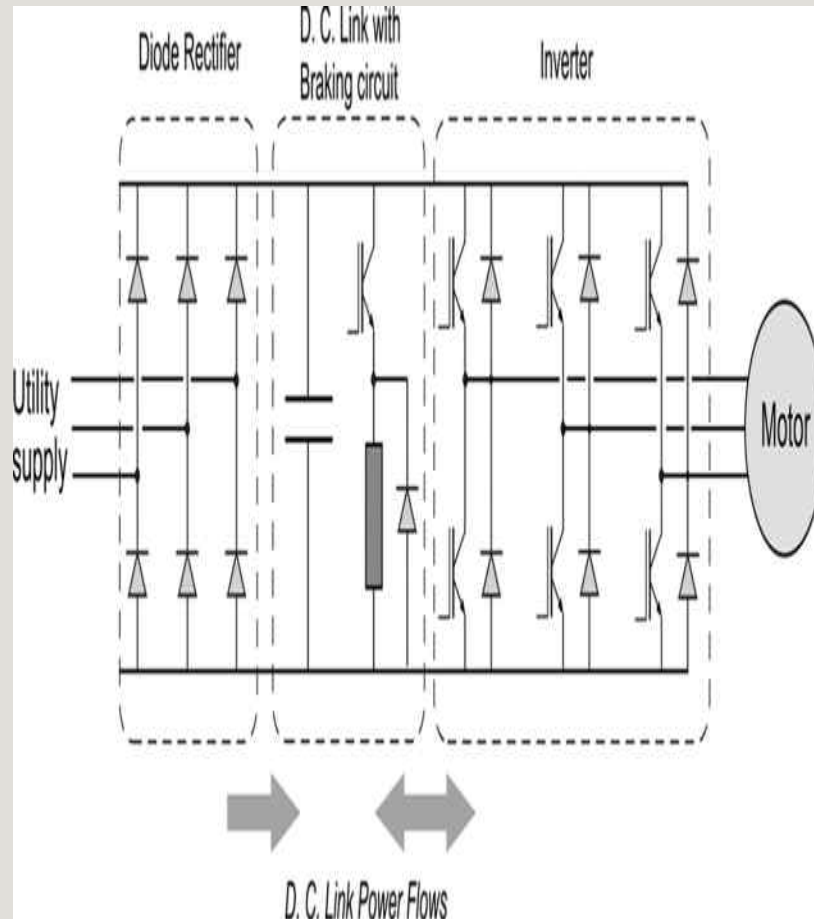 Diode Rectifier
D. C. Link with
Braking circuit
Inverter
Utility
supply
Motor
D. C. Link Power Flows